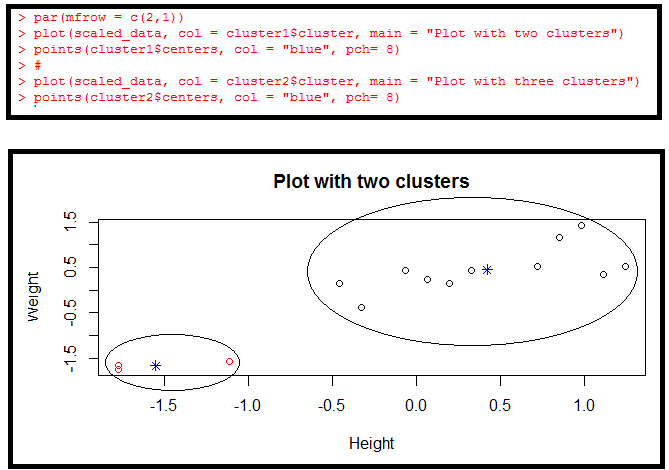 > par(mfrow = c(2,1))
> plot(scaled_data, col = cluster1$cluster, main = "Plot with two clusters")
> points(cluster1$centers, col = "blue", pch= 8)
> #
> plot(scaled_data, col = cluster2$cluster, main = "Plot with three clusters")
> points(cluster2$centers, col = "blue", pch= 8)
Plot with two clusters
1.5
0.5
-0.5
-1.5
Weight
-1.5 -1.0 -0.5 0.0 0.5 1.0
Height